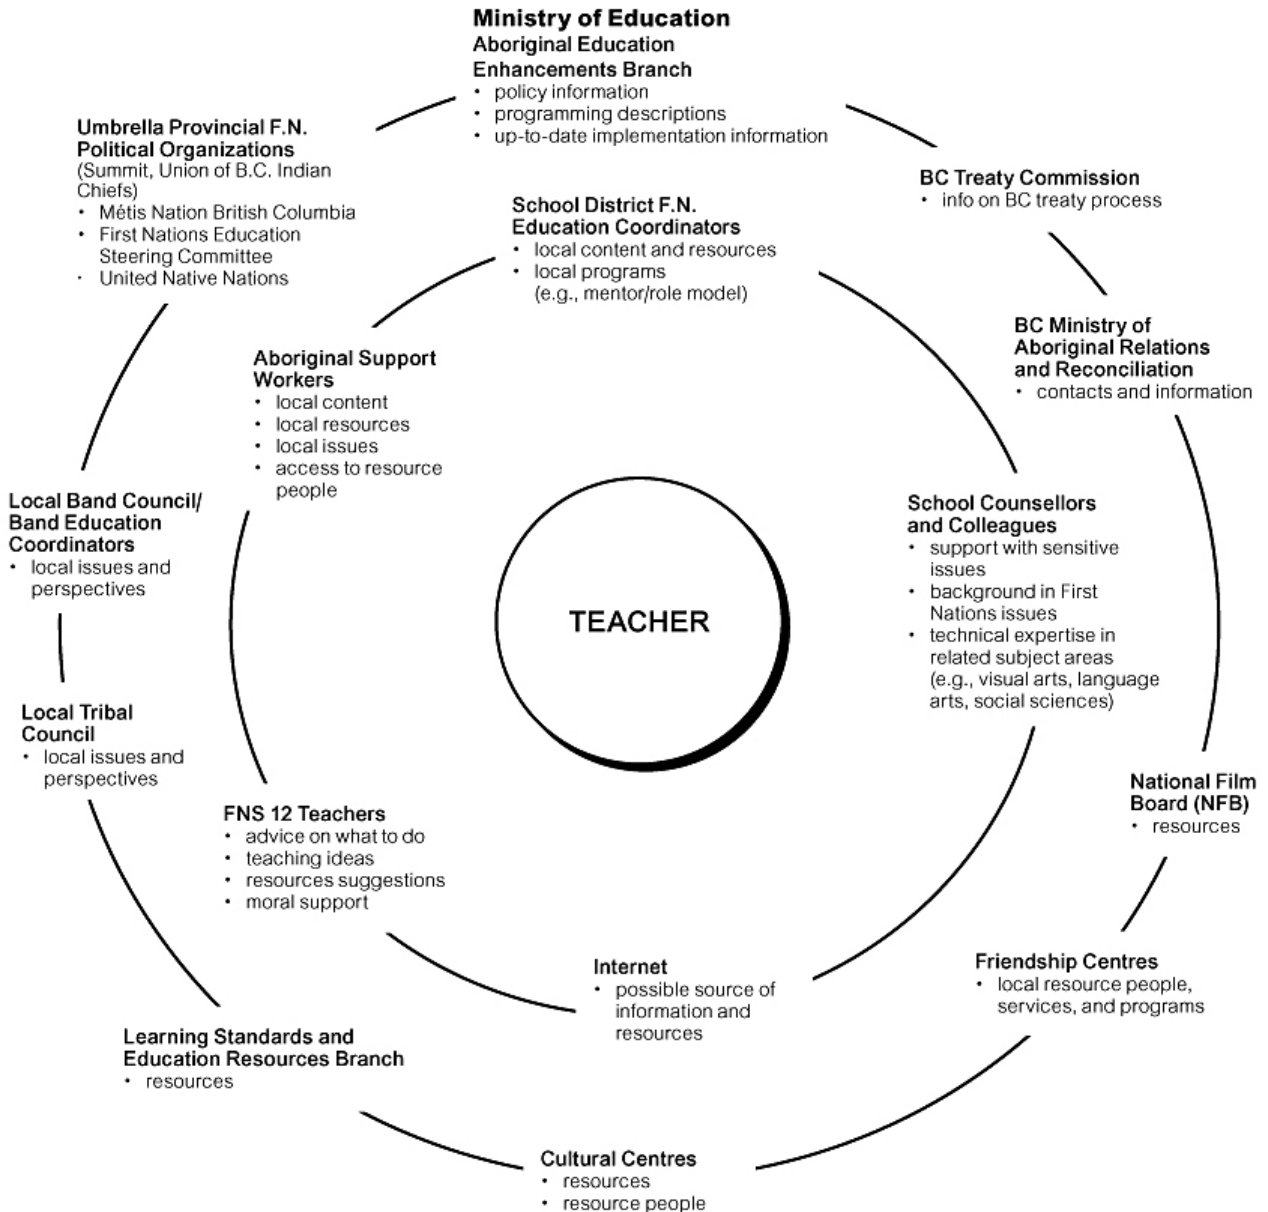 Ministry of Education
Aboriginal Education
Enhancements Branch
• policy information
• programming descriptions
• up-to-date implementation information
Umbrella Provincial F.N.
Political Organizations
(Summit, Union of B.C. Indian
Chiefs)
• Métis Nation British Columbia
• First Nations Education
Steering Committee
· United Native Nations
BC Treaty Commission
• info on BC treaty process
School District F.N.
Education Coordinators
• local content and resources
• local programs
(e.g., mentor/role model)
BC Ministry of
Aboriginal Relations
and Reconciliation
• contacts and information
Aboriginal Support
Workers
• local content
• local resources
• local issues
• access to resource
people
Local Band Council/
Band Education
Coordinators
• local issues and
perspectives
School Counsellors
and Colleagues
• support with sensitive
issues
• background in First
Nations issues
• technical expertise in
related subject areas
(e.g., visual arts, language
arts, social sciences)
TEACHER
Local Tribal
Council
• local issues and
perspectives
National Film
Board (NFB)
• resources
FNS 12 Teachers
• advice on what to do
• teaching ideas
• resources suggestions
• moral support
Internet
• possible source of
information and
resources
Friendship Centres
• local resource people,
services, and programs
Learning Standards and
Education Resources Branch
• resources
Cultural Centres
• resources
• resource people